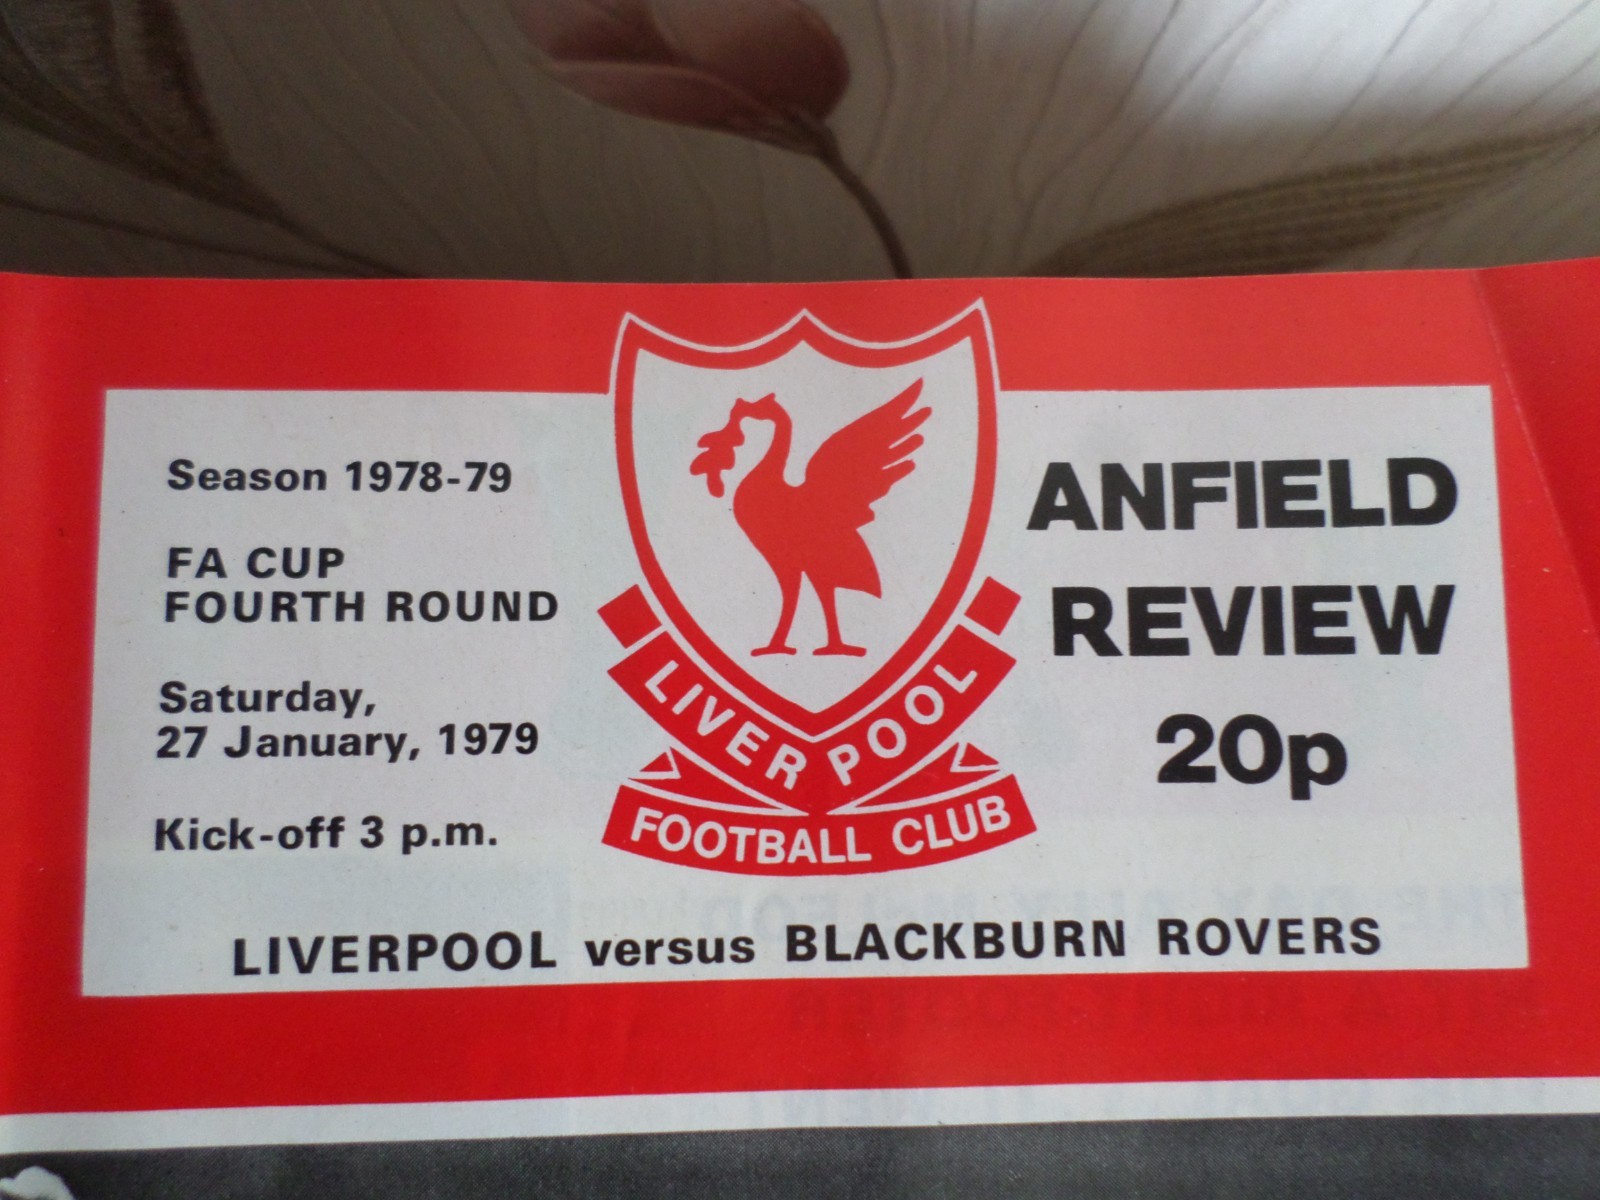 Season 1978-79
FA CUP
FOURTH ROUND
Saturday,
27 January, 1979
Kick-off 3 p.m.
LIVERPOOL
FOOTBALL CLUB
ANFIELD
REVIEW
20p
LIVERPOOL versus BLACKBURN ROVERS